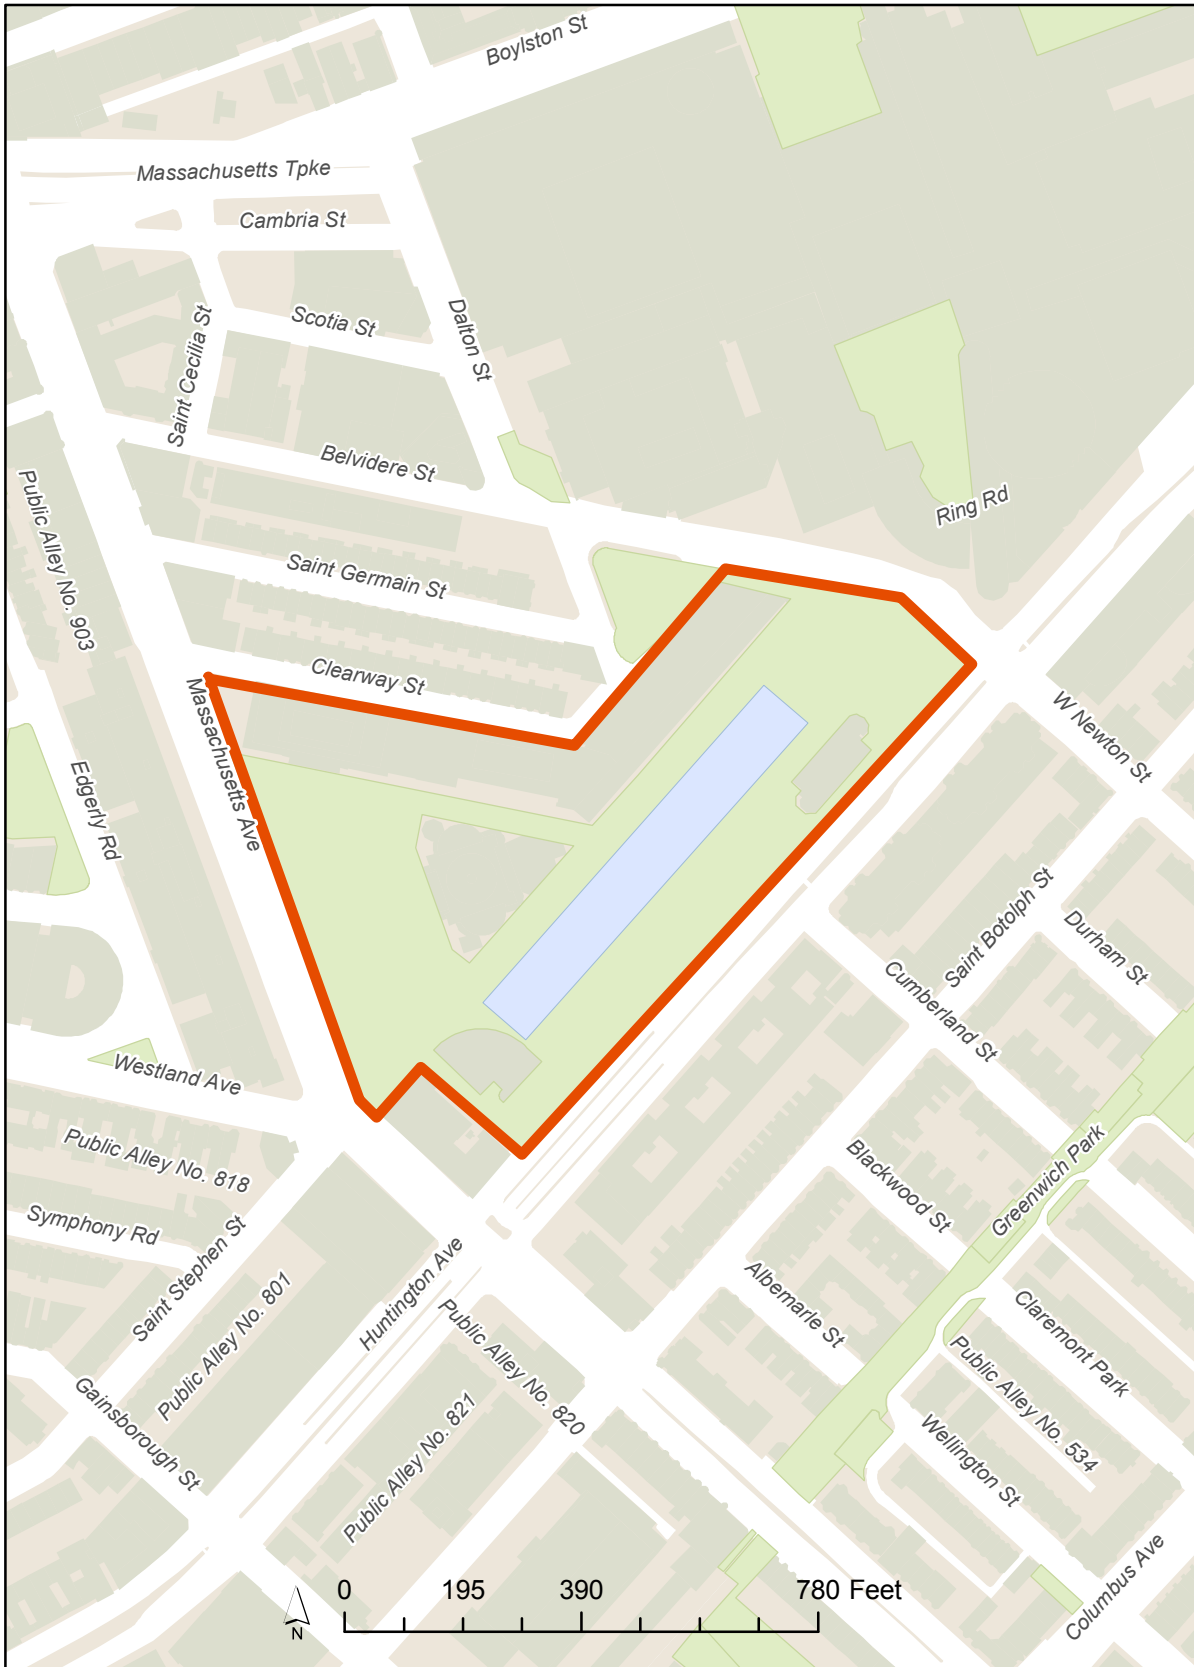 Boylston St
Massachusetts Tpke
Cambria St
Scotia St
Saint Cecilia St
Dalton St
Belvidere St
Public Alley No. 903
Ring Rd
Saint Germain St
Clearway St
Massachusetts Ave
W Newton St
Edgerly Rd
Saint Botolph St
Durham St
Cumberland St
Westland Ave
Public Alley No. 818
Blackwood St
Greenwich Park
Symphony Rd
Saint Stephen St
Public Alley No. 801
Huntington Ave
Albemarle St
Claremont Park
Public Alley No. 820
Public Alley No. 534
Gainsborough St
Public Alley No. 821
Wellington St
Columbus Ave
0 195 390 780 Feet
N